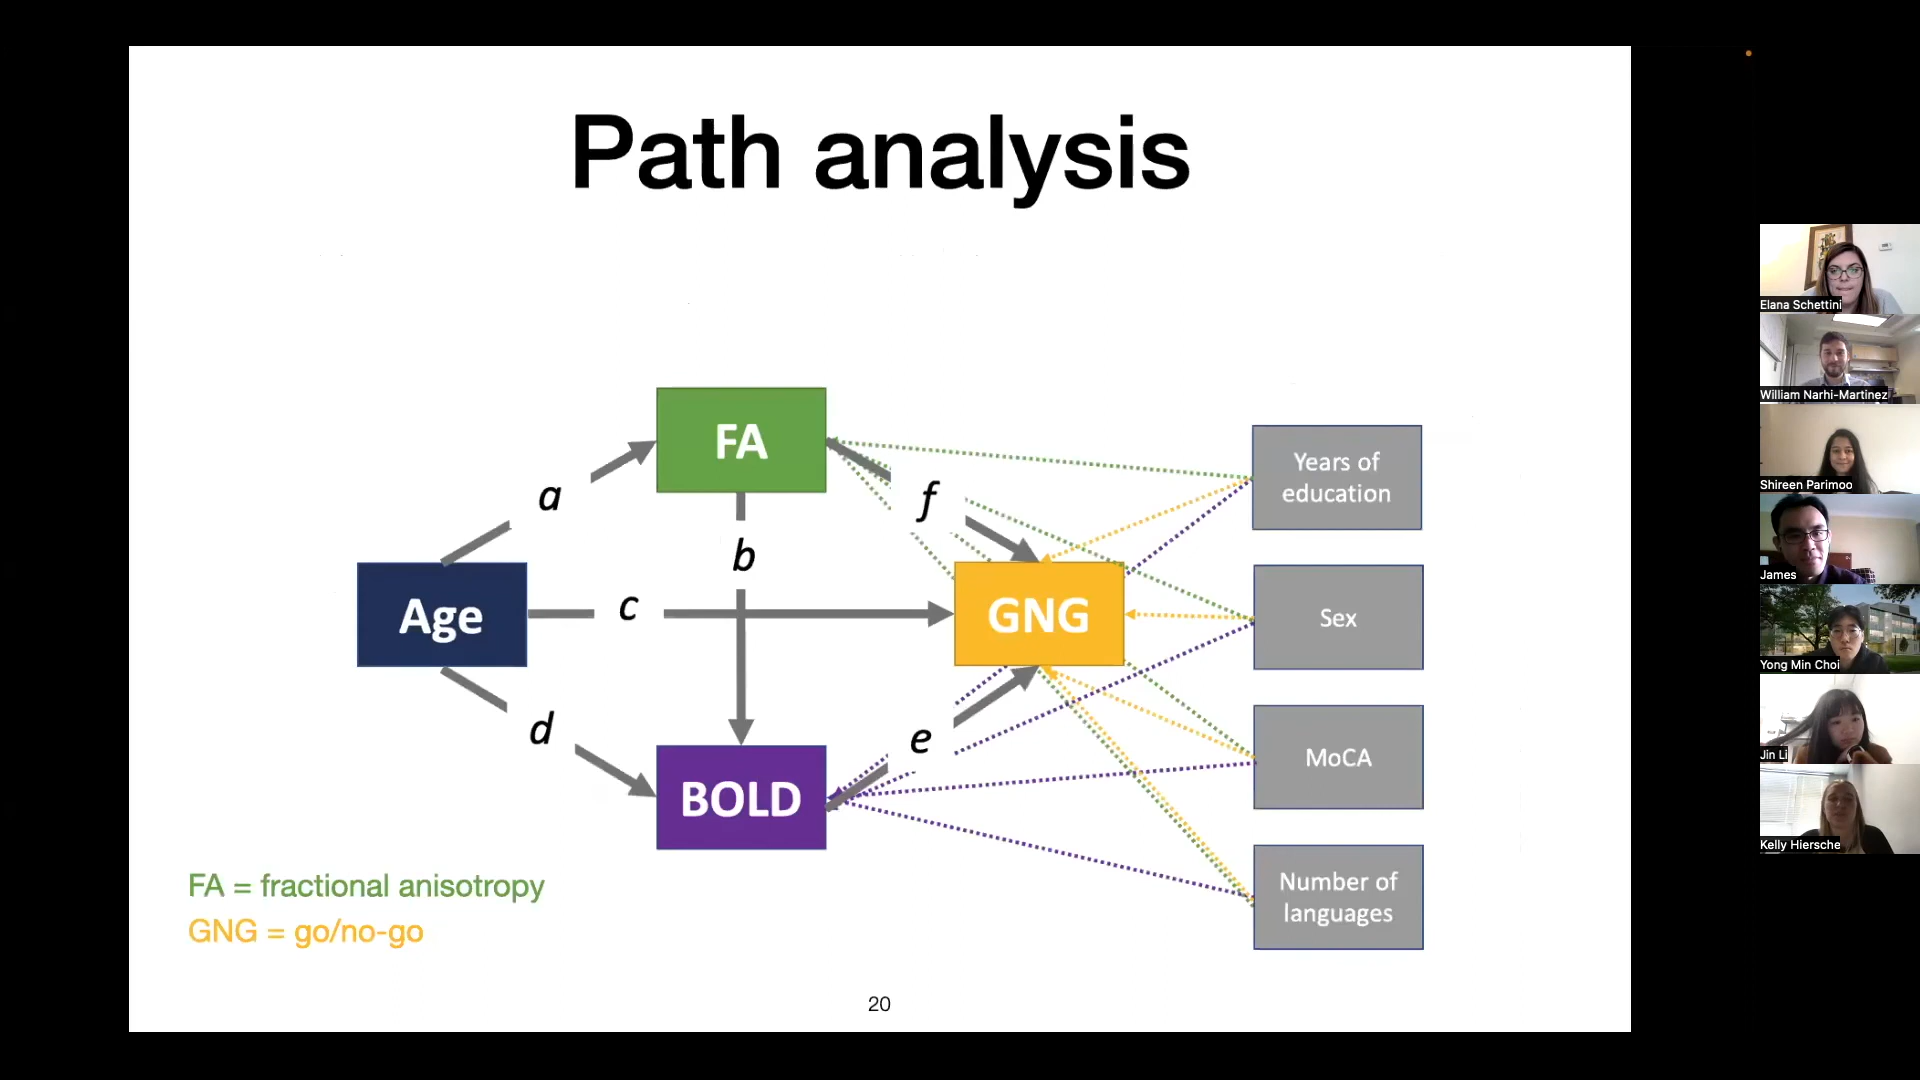 Path analysis
FA
a
f
b
Age
c
GNG
d
e
BOLD
Years of
education
Sex
MoCA
Number of
languages
FA = fractional anisotropy
GNG = go/no-go
20
Elana Schettini
William Narhi-Martinez
Shireen Parimoo
James
Yong Min Choi
Jin Li
Kelly Hiersche